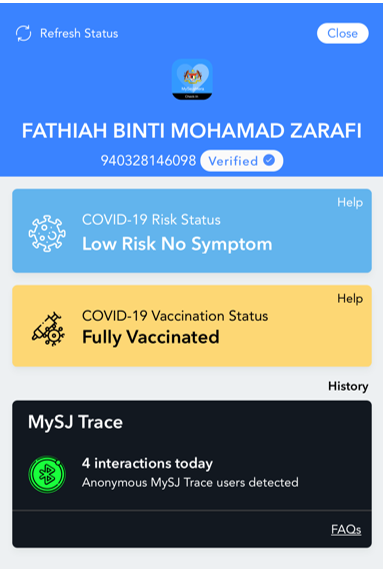 Refresh Status
Close
FATHIAH BINTI MOHAMAD ZARAFI
940328146098 Verified
Help
COVID-19 Risk Status
Low Risk No Symptom
Help
COVID-19 Vaccination Status
Fully Vaccinated
History
MySJ Trace
4 interactions today
Anonymous MySJ Trace users detected
FAQs